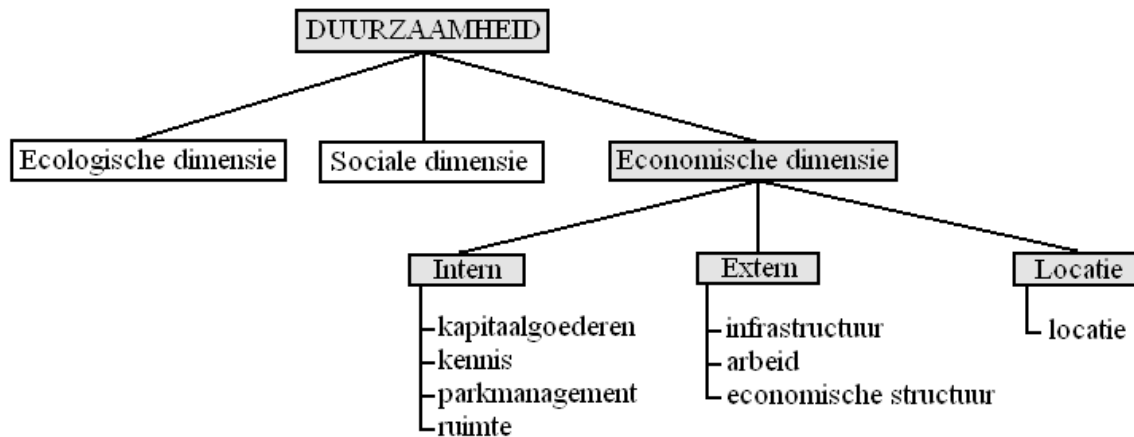 DUURZAAMHEID
Ecologische dimensie
Sociale dimensie
Economische dimensie
Intern
Extern
Locatie
kapitaalgoederen
kennis
parkmanagement
ruimte
infrastructuur
arbeid
economische structuur
locatie